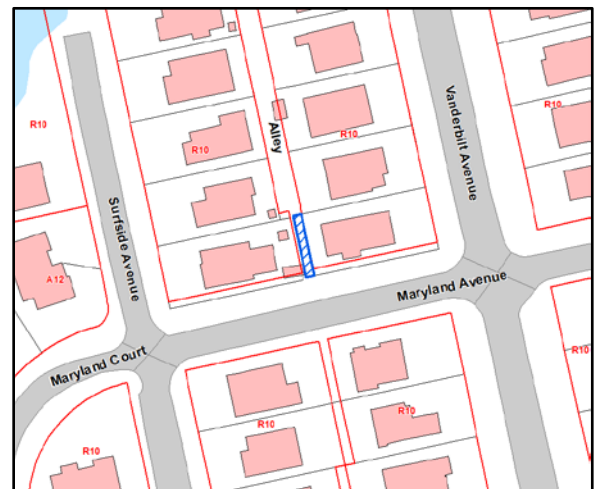 R10
R10
Alley
R10
R10
Vanderbilt Avenue
Surfside Avenue
A12
Maryland Avenue
Maryland Court
R10
R10
R10
R10